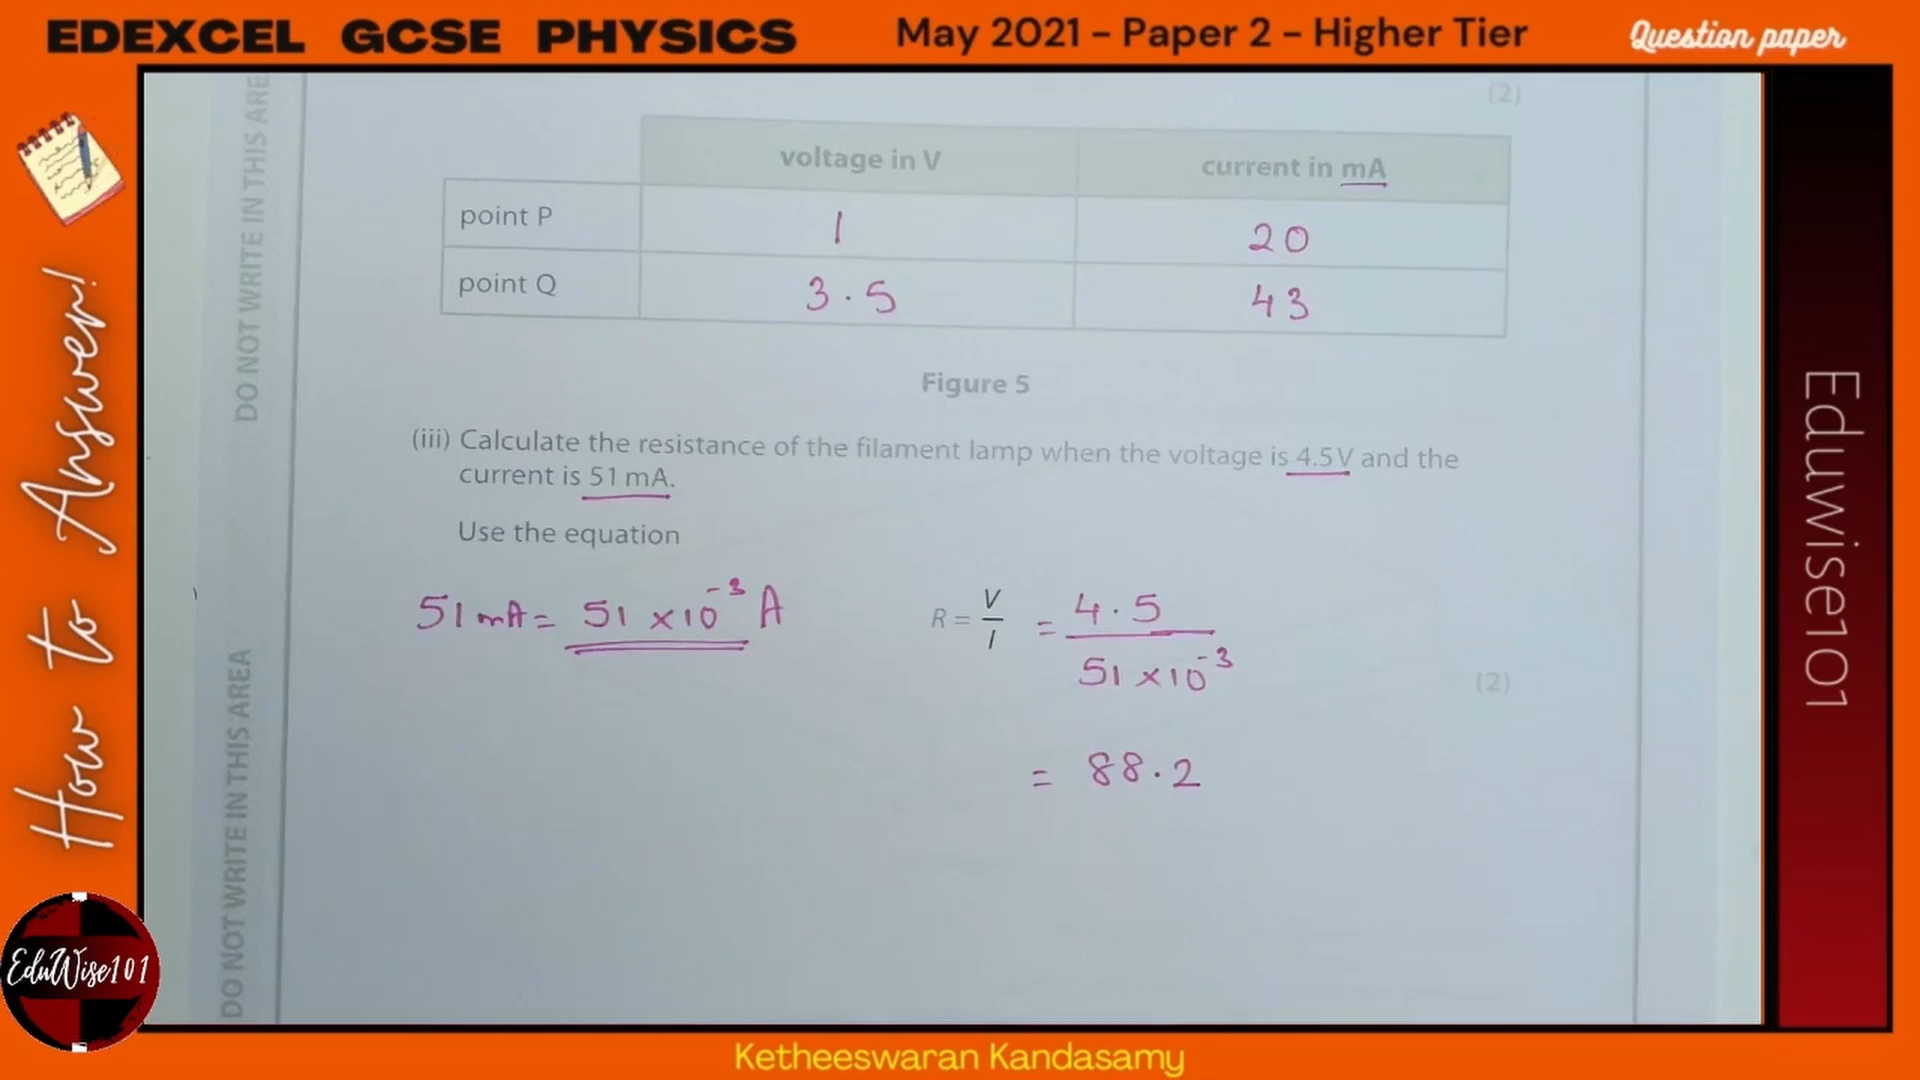 EDEXCEL GCSE PHYSICS May 2021 - Paper 2 - Higher Tier Question paper
(2)
voltage in V current in mA
point P 1 20
point Q 3.5 43
Figure 5
(iii) Calculate the resistance of the filament lamp when the voltage is 4.5V and the
current is 51 mA.
Use the equation
51 mA = 51 ×10⁻³ A R = V/I = 4.5 / 51 ×10⁻³
(2)
= 88.2
DO NOT WRITE IN THIS ARE
DO NOT WRITE IN THIS AREA
How to Answer!
EduWise101
Eduwise101
Ketheeswaran Kandasamy